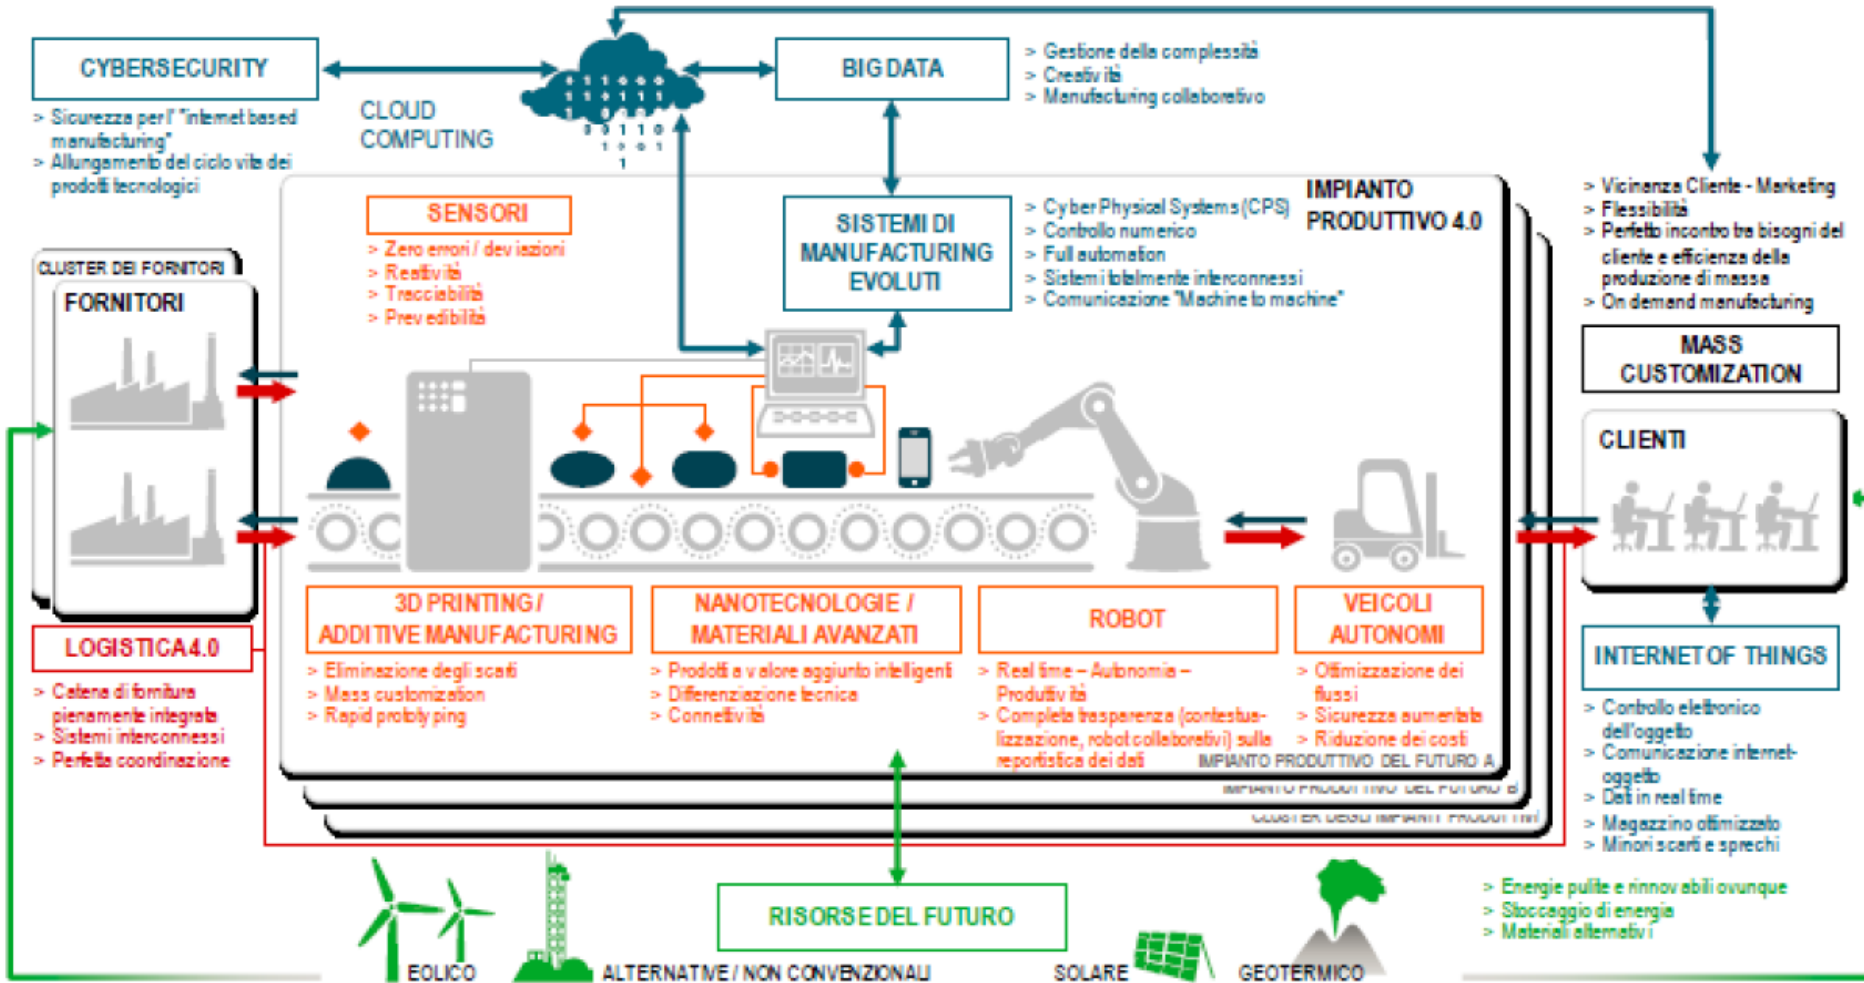 CYBERSECURITY
> Sicurezza per l' "internet based
manufacturing"
> Allungamento del ciclo vita dei
prodotti tecnologici
CLOUD
COMPUTING
BIG DATA
> Gestione della complessità
> Creatività
> Manufacturing collaborativo
SENSORI
> Zero errori / deviazioni
> Reattività
> Tracciabilità
> Prevedibilità
SISTEMI DI
MANUFACTURING
EVOLUTI
> Cyber Physical Systems (CPS)
> Controllo numerico
> Full automation
> Sistemi totalmente interconnessi
> Comunicazione "Machine to machine"
IMPIANTO
PRODUTTIVO 4.0
> Vicinanza Cliente - Marketing
> Flessibilità
> Perfetto incontro tra bisogni del
cliente e efficienza della
produzione di massa
> On demand manufacturing
MASS
CUSTOMIZATION
CLUSTER DEI FORNITORI
FORNITORI
CLIENTI
3D PRINTING /
ADDITIVE MANUFACTURING
> Eliminazione degli scarti
> Mass customization
> Rapid prototyping
NANOTECNOLOGIE /
MATERIALI AVANZATI
> Prodotti a valore aggiunto intelligenti
> Differenziazione tecnica
> Connettività
ROBOT
> Real time – Autonomia –
Produttività
> Completa trasparenza (contestua-
lizzazione, robot collaborativi) sulla
reportistica dei dati
VEICOLI
AUTONOMI
> Ottimizzazione dei
flussi
> Sicurezza aumentata
> Riduzione dei costi
IMPIANTO PRODUTTIVO DEL FUTURO A
IMPIANTO PRODUTTIVO DEL FUTURO B
CLUSTER DEGLI IMPIANTI PRODUTTIVI
LOGISTICA 4.0
> Catena di fornitura
pienamente integrata
> Sistemi interconnessi
> Perfetta coordinazione
INTERNET OF THINGS
> Controllo elettronico
dell'oggetto
> Comunicazione internet-
oggetto
> Dati in real time
> Magazzino ottimizzato
> Minori scarti e sprechi
RISORSE DEL FUTURO
> Energie pulite e rinnovabili ovunque
> Stoccaggio di energia
> Materiali alternativi
EOLICO
ALTERNATIVE / NON CONVENZIONALI
SOLARE
GEOTERMICO